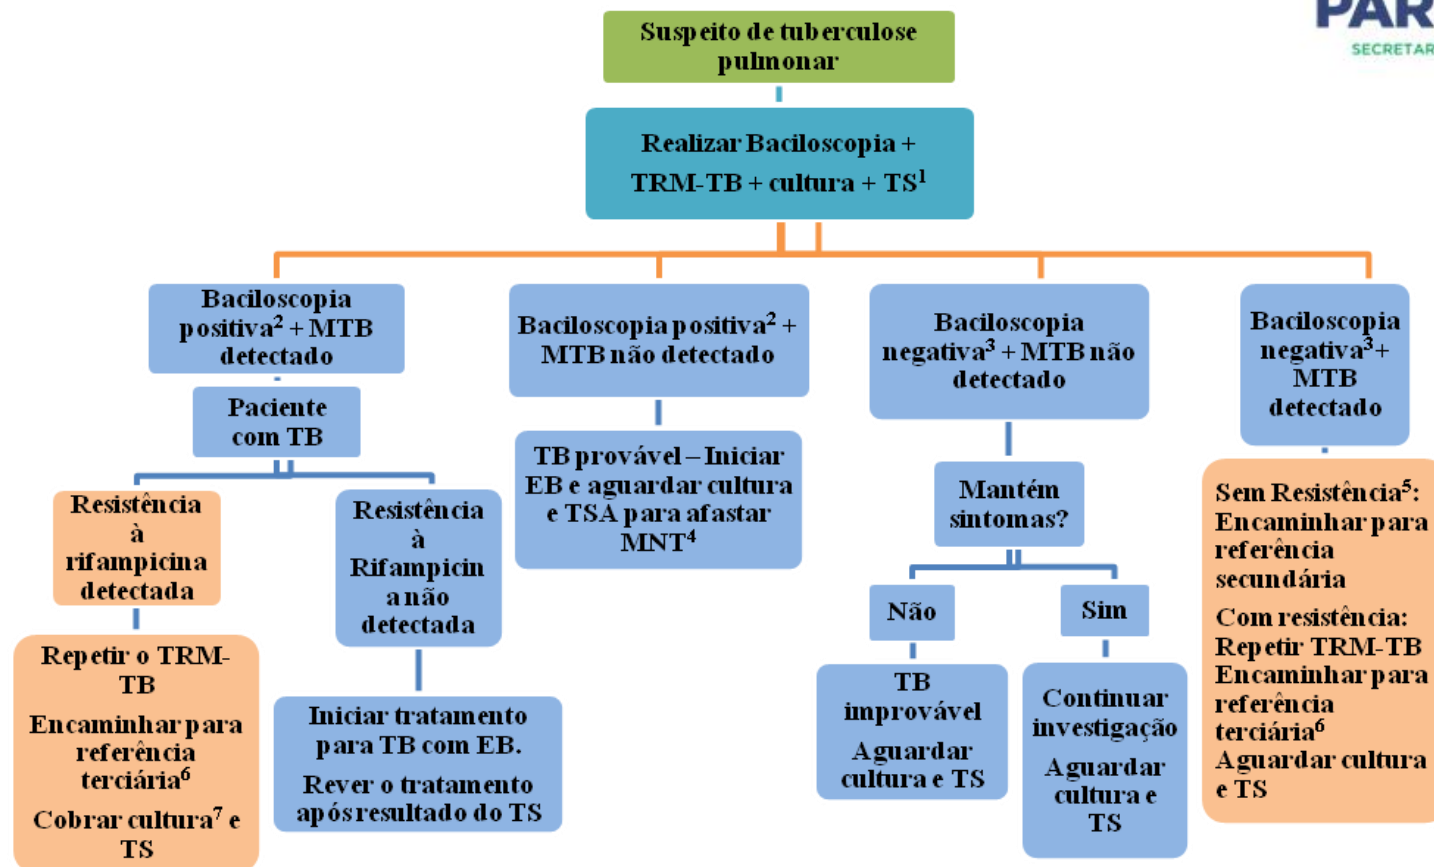 PAR
SECRETAR
Suspeito de tuberculose
pulmonar
Realizar Baciloscopia +
TRM-TB + cultura + TS¹
Baciloscopia
positiva² + MTB
detectado
Paciente
com TB
Resistência
à
rifampicina
detectada
Repetir o TRM-
TB
Encaminhar para
referência
terciária⁶
Cobrar cultura⁷ e
TS
Resistência
à
Rifampicin
a não
detectada
Iniciar tratamento
para TB com EB.
Rever o tratamento
após resultado do TS
Baciloscopia positiva² +
MTB não detectado
TB provável – Iniciar
EB e aguardar cultura
e TSA para afastar
MNT⁴
Baciloscopia
negativa³ + MTB não
detectado
Mantém
sintomas?
Não
TB
improvável
Aguardar
cultura e TS
Sim
Continuar
investigação
Aguardar
cultura e
TS
Baciloscopia
negativa³+
MTB
detectado
Sem Resistência⁵:
Encaminhar para
referência
secundária
Com resistência:
Repetir TRM-TB
Encaminhar para
referência
terciária⁶
Aguardar cultura
e TS